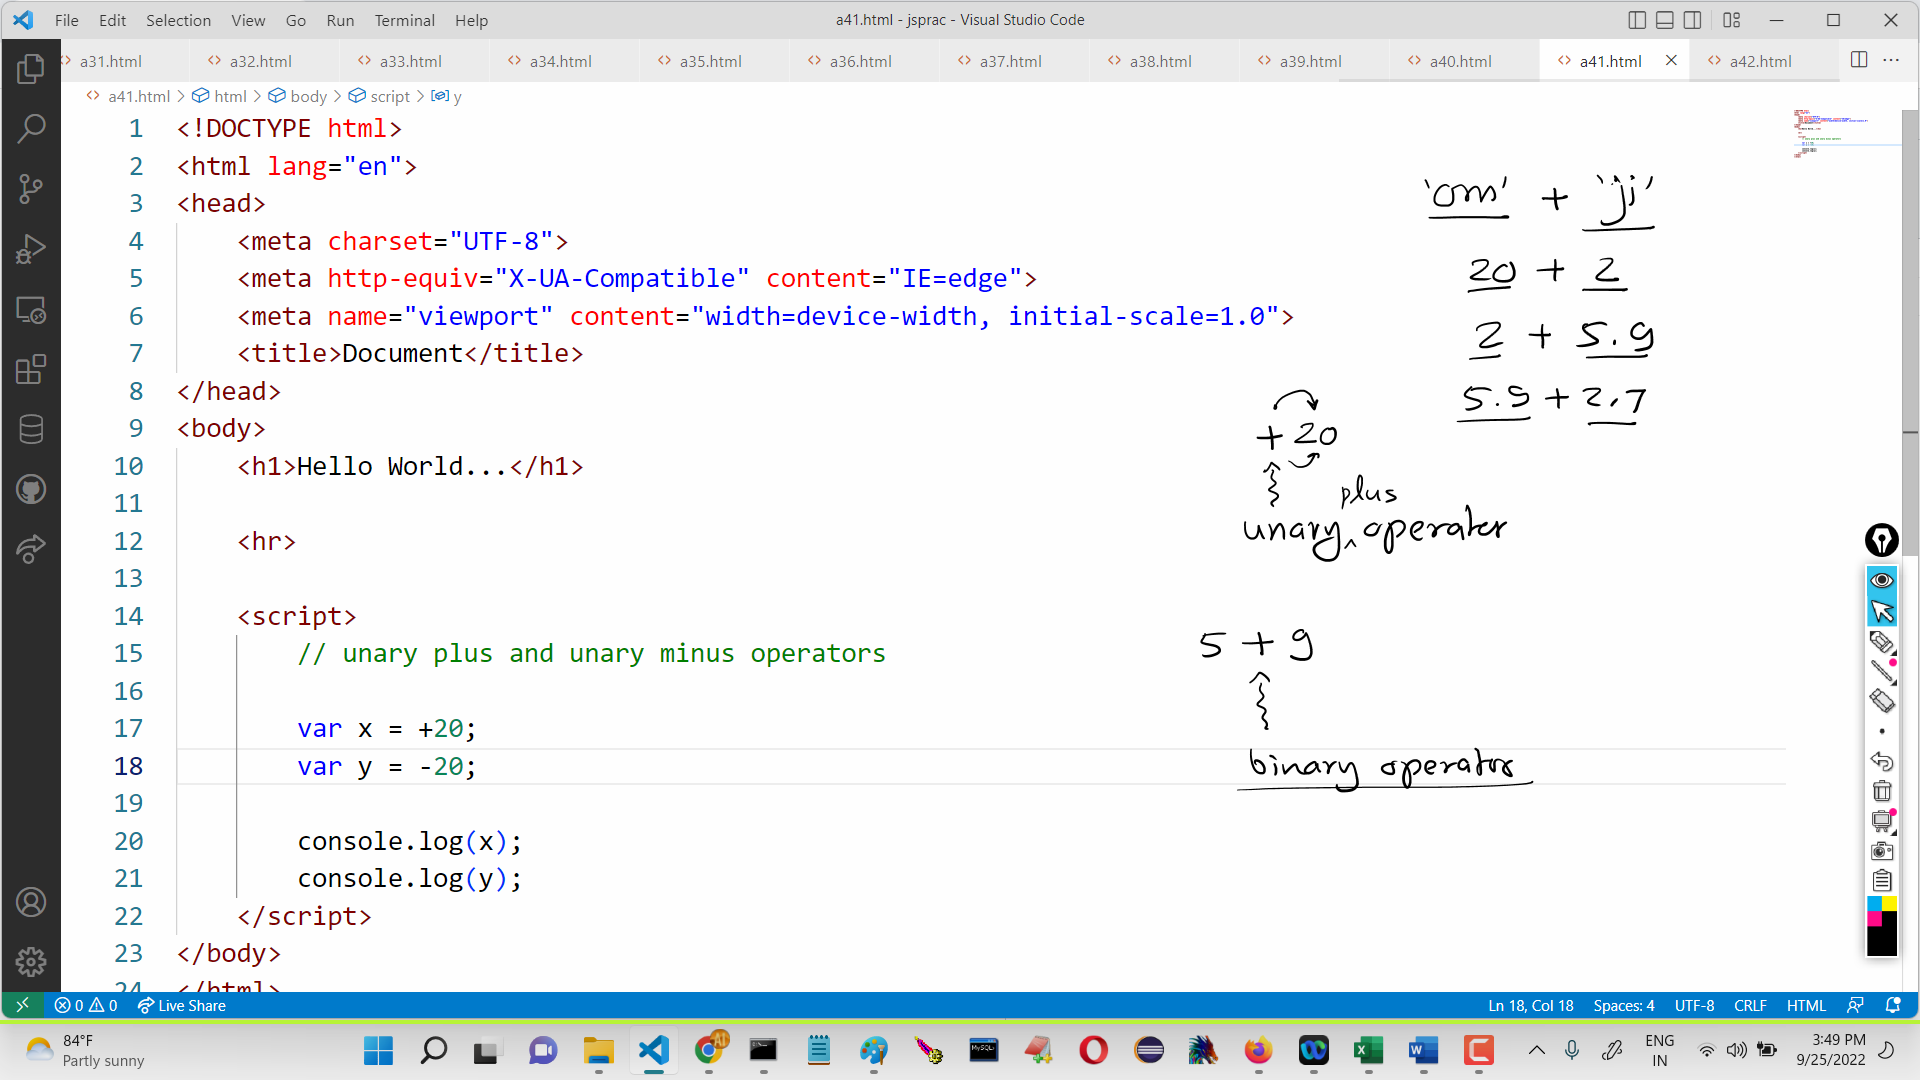 File Edit Selection View Go Run Terminal Help a41.html - jsprac - Visual Studio Code
a31.html a32.html a33.html a34.html a35.html a36.html a37.html a38.html a39.html a40.html a41.html a42.html
a41.html > html > body > script > y
1 <!DOCTYPE html>
2 <html lang="en">
3 <head>
4 <meta charset="UTF-8">
5 <meta http-equiv="X-UA-Compatible" content="IE=edge">
6 <meta name="viewport" content="width=device-width, initial-scale=1.0">
7 <title>Document</title>
8 </head>
9 <body>
10 <h1>Hello World...</h1>
11
12 <hr>
13
14 <script>
15 // unary plus and unary minus operators
16
17 var x = +20;
18 var y = -20;
19
20 console.log(x);
21 console.log(y);
22 </script>
23 </body>
24 </html>
'om' + 'ji'
20 + 2
2 + 5.9
5.9 + 2.7
+ 20
plus
unary ^ operator
5 + 9
binary operator
0 0 Live Share Ln 18, Col 18 Spaces: 4 UTF-8 CRLF HTML
84°F
Partly sunny
ENG
IN
3:49 PM
9/25/2022